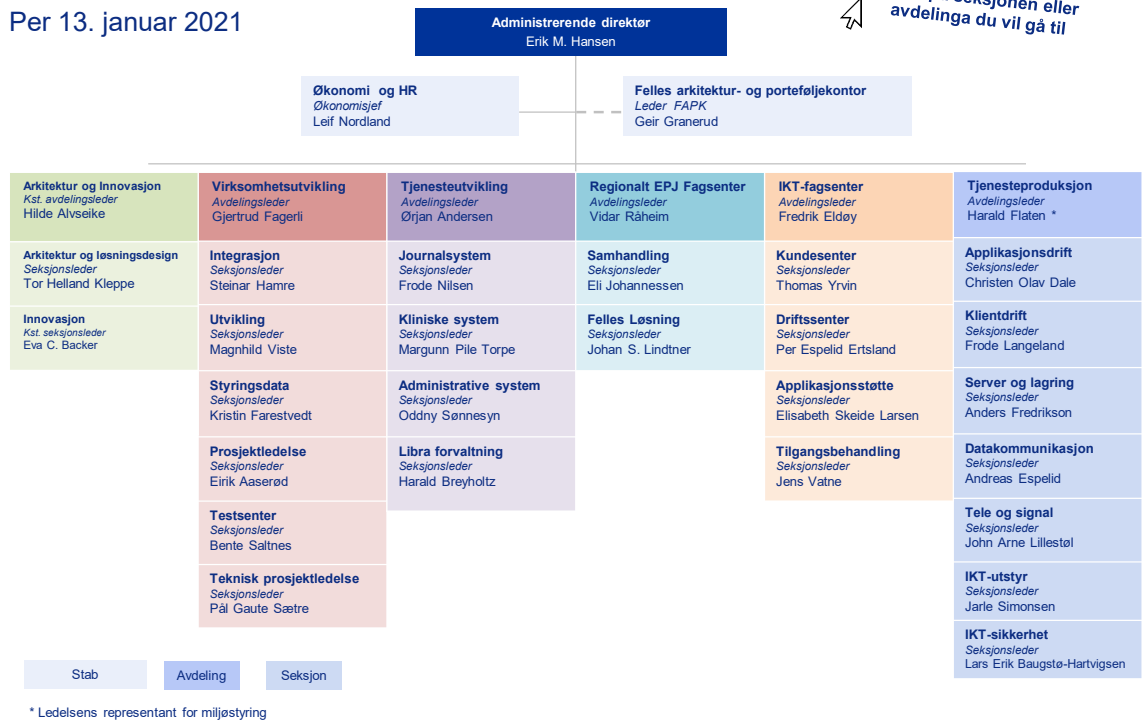 Per 13. januar 2021
seksjonen eller
avdelinga du vil gå til
Administrerende direktør
Erik M. Hansen
Økonomi og HR
Økonomisjef
Leif Nordland
Felles arkitektur- og porteføljekontor
Leder FAPK
Geir Granerud
Arkitektur og Innovasjon
Kst. avdelingsleder
Hilde Alvseike
Arkitektur og løsningsdesign
Seksjonsleder
Tor Helland Kleppe
Innovasjon
Kst. seksjonsleder
Eva C. Backer
Virksomhetsutvikling
Avdelingsleder
Gjertrud Fagerli
Integrasjon
Seksjonsleder
Steinar Hamre
Utvikling
Seksjonsleder
Magnhild Viste
Styringsdata
Seksjonsleder
Kristin Farestvedt
Prosjektledelse
Seksjonsleder
Eirik Aaserød
Testsenter
Seksjonsleder
Bente Saltnes
Teknisk prosjektledelse
Seksjonsleder
Pål Gaute Sætre
Tjenesteutvikling
Avdelingsleder
Ørjan Andersen
Journalsystem
Seksjonsleder
Frode Nilsen
Kliniske system
Seksjonsleder
Margunn Pile Torpe
Administrative system
Seksjonsleder
Oddny Sønnesyn
Libra forvaltning
Seksjonsleder
Harald Breyholtz
Regionalt EPJ Fagsenter
Avdelingsleder
Vidar Råheim
Samhandling
Seksjonsleder
Eli Johannessen
Felles Løsning
Seksjonsleder
Johan S. Lindtner
IKT-fagsenter
Avdelingsleder
Fredrik Eldøy
Kundesenter
Seksjonsleder
Thomas Yrvin
Driftssenter
Seksjonsleder
Per Espelid Ertsland
Applikasjonsstøtte
Seksjonsleder
Elisabeth Skeide Larsen
Tilgangsbehandling
Seksjonsleder
Jens Vatne
Tjenesteproduksjon
Avdelingsleder
Harald Flaten *
Applikasjonsdrift
Seksjonsleder
Christen Olav Dale
Klientdrift
Seksjonsleder
Frode Langeland
Server og lagring
Seksjonsleder
Anders Fredrikson
Datakommunikasjon
Seksjonsleder
Andreas Espelid
Tele og signal
Seksjonsleder
John Arne Lillestøl
IKT-utstyr
Seksjonsleder
Jarle Simonsen
IKT-sikkerhet
Seksjonsleder
Lars Erik Baugstø-Hartvigsen
Stab
Avdeling
Seksjon
* Ledelsens representant for miljøstyring